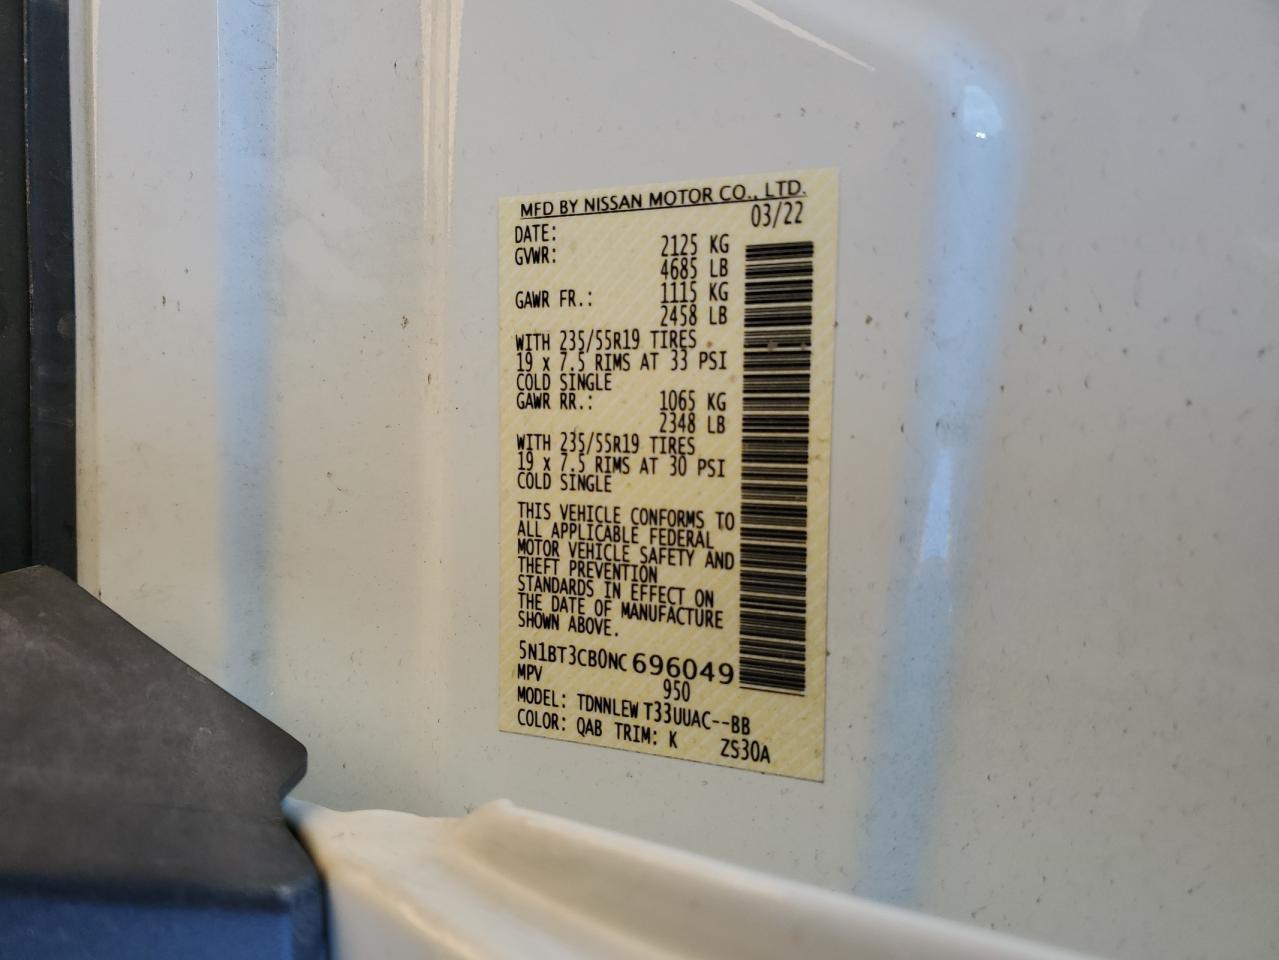 MFD BY NISSAN MOTOR CO., LTD.
DATE: 03/22
GVWR: 2125 KG
4685 LB
GAWR FR.: 1115 KG
2458 LB
WITH 235/55R19 TIRES
19 x 7.5 RIMS AT 33 PSI
COLD SINGLE
GAWR RR.: 1065 KG
2348 LB
WITH 235/55R19 TIRES
19 x 7.5 RIMS AT 30 PSI
COLD SINGLE
THIS VEHICLE CONFORMS TO
ALL APPLICABLE FEDERAL
MOTOR VEHICLE SAFETY AND
THEFT PREVENTION
STANDARDS IN EFFECT ON
THE DATE OF MANUFACTURE
SHOWN ABOVE.
5N1BT3CB0NC696049
MPV 950
MODEL: TDNNLEW T33UUAC--BB
COLOR: QAB TRIM: K ZS30A